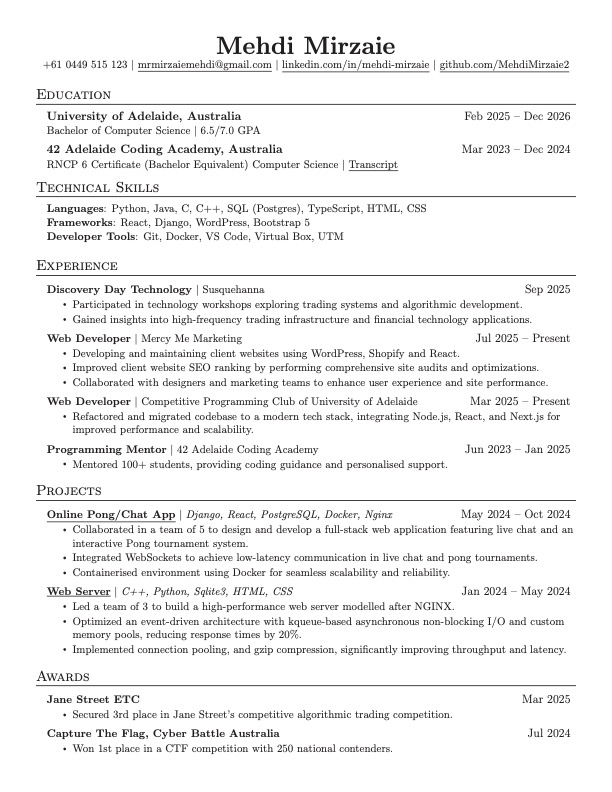 Mehdi Mirzaie
+61 0449 515 123 | mrmirzaiemehdi@gmail.com | linkedin.com/in/mehdi-mirzaie | github.com/MehdiMirzaie2
Education
University of Adelaide, Australia Feb 2025 – Dec 2026
Bachelor of Computer Science | 6.5/7.0 GPA
42 Adelaide Coding Academy, Australia Mar 2023 – Dec 2024
RNCP 6 Certificate (Bachelor Equivalent) Computer Science | Transcript
Technical Skills
Languages: Python, Java, C, C++, SQL (Postgres), TypeScript, HTML, CSS
Frameworks: React, Django, WordPress, Bootstrap 5
Developer Tools: Git, Docker, VS Code, Virtual Box, UTM
Experience
Discovery Day Technology | Susquehanna Sep 2025
• Participated in technology workshops exploring trading systems and algorithmic development.
• Gained insights into high-frequency trading infrastructure and financial technology applications.
Web Developer | Mercy Me Marketing Jul 2025 – Present
• Developing and maintaining client websites using WordPress, Shopify and React.
• Improved client website SEO ranking by performing comprehensive site audits and optimizations.
• Collaborated with designers and marketing teams to enhance user experience and site performance.
Web Developer | Competitive Programming Club of University of Adelaide Mar 2025 – Present
• Refactored and migrated codebase to a modern tech stack, integrating Node.js, React, and Next.js for
improved performance and scalability.
Programming Mentor | 42 Adelaide Coding Academy Jun 2023 – Jan 2025
• Mentored 100+ students, providing coding guidance and personalised support.
Projects
Online Pong/Chat App | Django, React, PostgreSQL, Docker, Nginx May 2024 – Oct 2024
• Collaborated in a team of 5 to design and develop a full-stack web application featuring live chat and an
interactive Pong tournament system.
• Integrated WebSockets to achieve low-latency communication in live chat and pong tournaments.
• Containerised environment using Docker for seamless scalability and reliability.
Web Server | C++, Python, Sqlite3, HTML, CSS Jan 2024 – May 2024
• Led a team of 3 to build a high-performance web server modelled after NGINX.
• Optimized an event-driven architecture with kqueue-based asynchronous non-blocking I/O and custom
memory pools, reducing response times by 20%.
• Implemented connection pooling, and gzip compression, significantly improving throughput and latency.
Awards
Jane Street ETC Mar 2025
• Secured 3rd place in Jane Street's competitive algorithmic trading competition.
Capture The Flag, Cyber Battle Australia Jul 2024
• Won 1st place in a CTF competition with 250 national contenders.